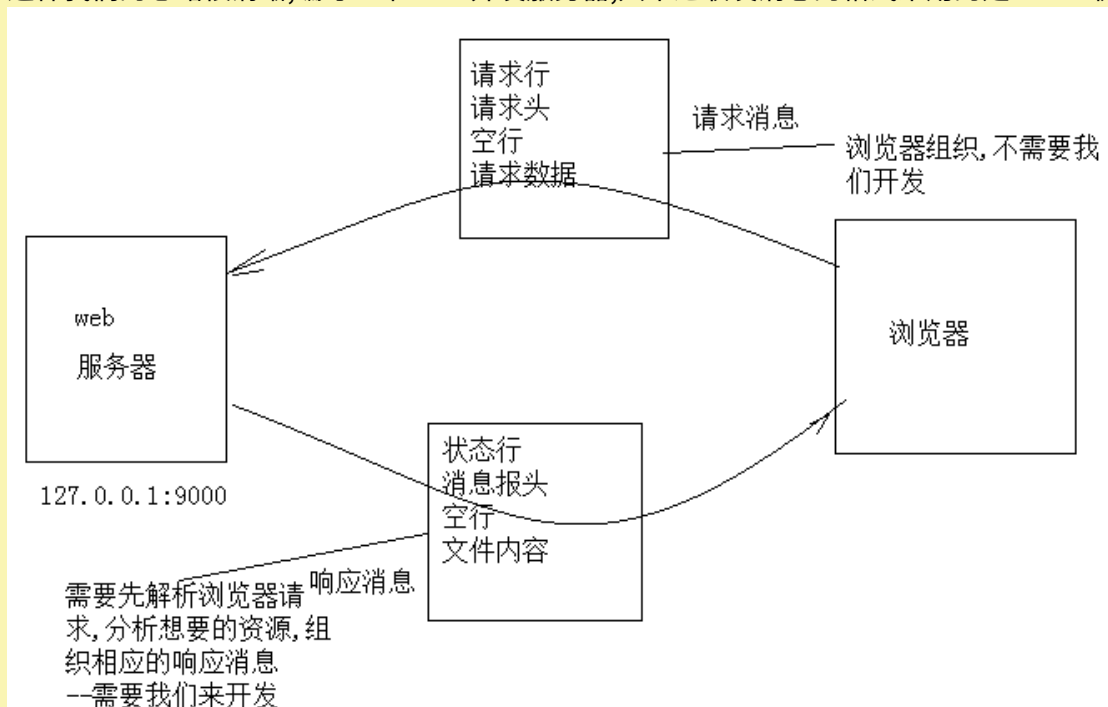 请求行
请求头
空行
请求数据
请求消息
浏览器组织,不需要我
们开发
web
服务器
浏览器
127.0.0.1:9000
状态行
消息报头
空行
文件内容
响应消息
需要先解析浏览器请
求,分析想要的资源,组
织相应的响应消息
--需要我们来开发